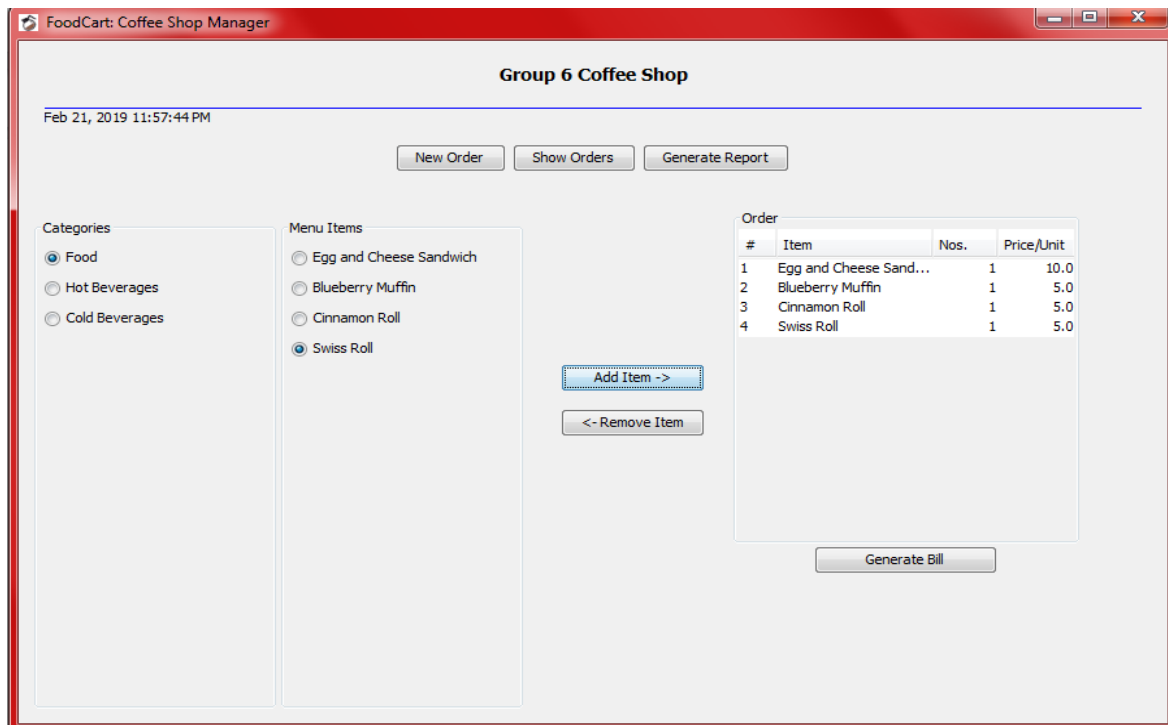 FoodCart: Coffee Shop Manager
Group 6 Coffee Shop
Feb 21, 2019 11:57:44 PM
New Order Show Orders Generate Report
Categories
Food
Hot Beverages
Cold Beverages
Menu Items
Egg and Cheese Sandwich
Blueberry Muffin
Cinnamon Roll
Swiss Roll
Add Item ->
<- Remove Item
Order
# Item Nos. Price/Unit
1 Egg and Cheese Sand... 1 10.0
2 Blueberry Muffin 1 5.0
3 Cinnamon Roll 1 5.0
4 Swiss Roll 1 5.0
Generate Bill